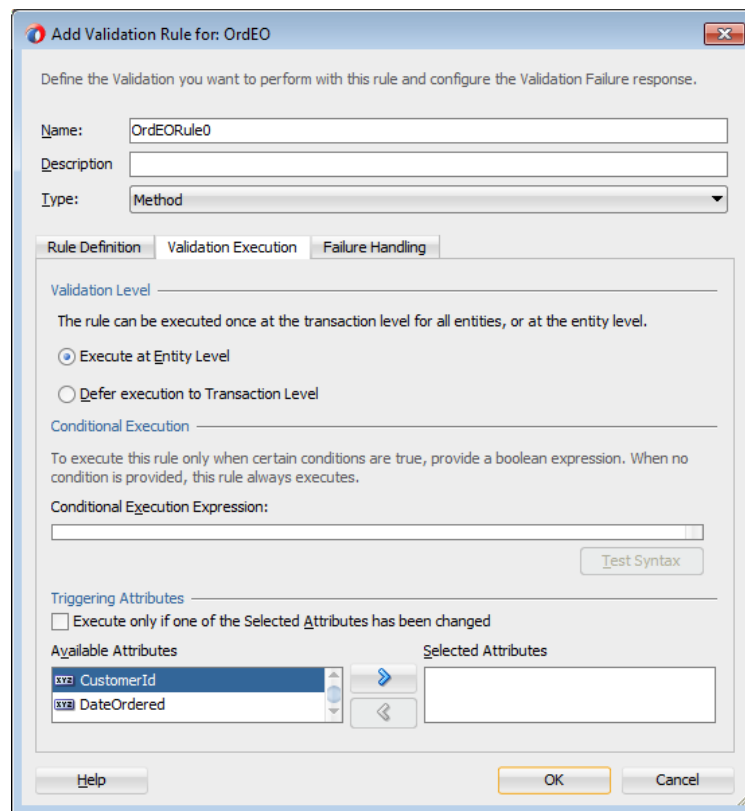 Add Validation Rule for: OrdEO
Define the Validation you want to perform with this rule and configure the Validation Failure response.
Name: OrdEORule0
Description
Type: Method
Rule Definition Validation Execution Failure Handling
Validation Level
The rule can be executed once at the transaction level for all entities, or at the entity level.
Execute at Entity Level
Defer execution to Transaction Level
Conditional Execution
To execute this rule only when certain conditions are true, provide a boolean expression. When no
condition is provided, this rule always executes.
Conditional Execution Expression:
Test Syntax
Triggering Attributes
Execute only if one of the Selected Attributes has been changed
Available Attributes Selected Attributes
XYZ CustomerId
XYZ DateOrdered
Help OK Cancel